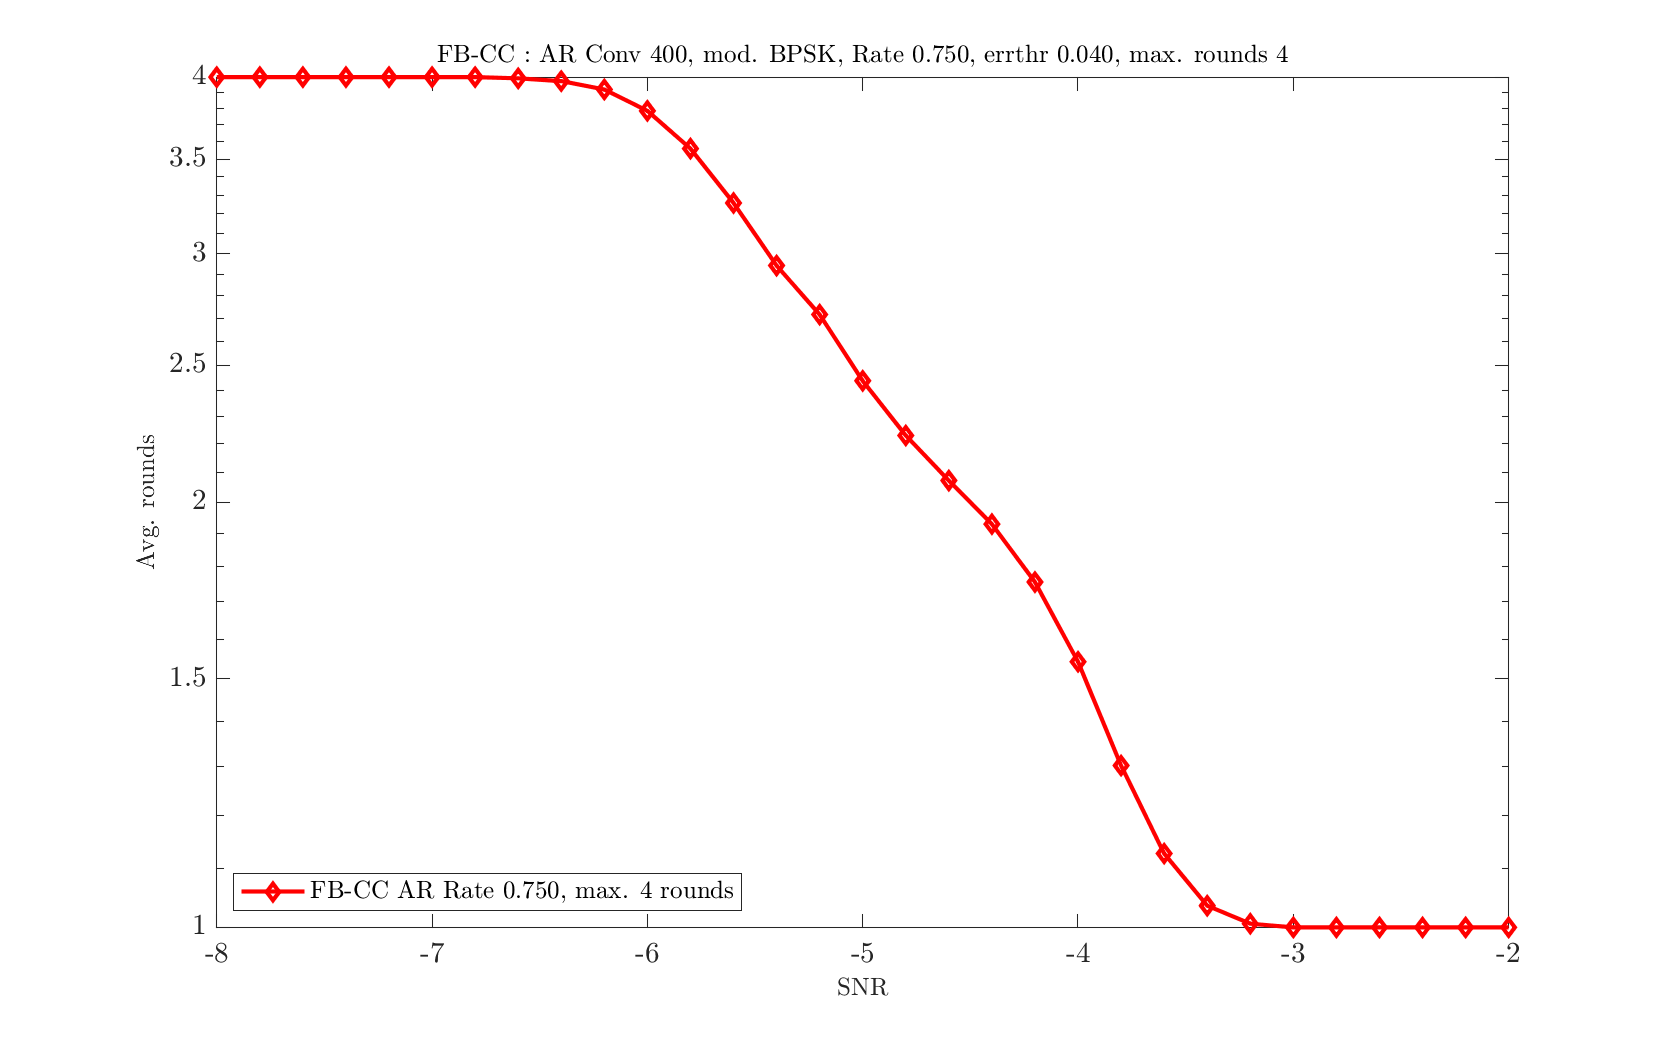 FB-CC : AR Conv 400, mod. BPSK, Rate 0.750, errthr 0.040, max. rounds 4
4
3.5
3
2.5
2
1.5
1
Avg. rounds
FB-CC AR Rate 0.750, max. 4 rounds
-8 -7 -6 -5 -4 -3 -2
SNR